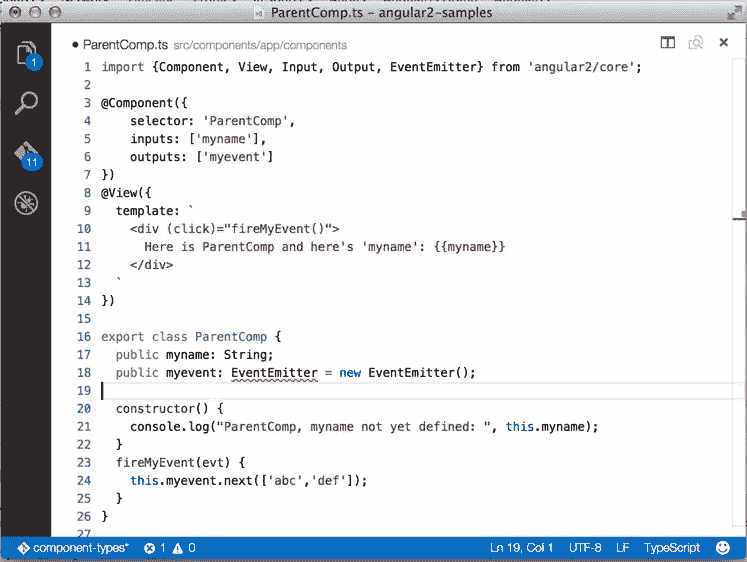 ParentComp.ts - angular2-samples
● ParentComp.ts src/components/app/components
1 import {Component, View, Input, Output, EventEmitter} from 'angular2/core';
2
3 @Component({
4     selector: 'ParentComp',
5     inputs: ['myname'],
6     outputs: ['myevent']
7 })
8 @View({
9   template: `
10     <div (click)="fireMyEvent()">
11       Here is ParentComp and here's 'myname': {{myname}}
12     </div>
13   `
14 })
15
16 export class ParentComp {
17   public myname: String;
18   public myevent: EventEmitter = new EventEmitter();
19
20   constructor() {
21     console.log("ParentComp, myname not yet defined: ", this.myname);
22   }
23   fireMyEvent(evt) {
24     this.myevent.next(['abc','def']);
25   }
26 }
27
1
11
component-types* 1 0 Ln 19, Col 1 UTF-8 LF TypeScript